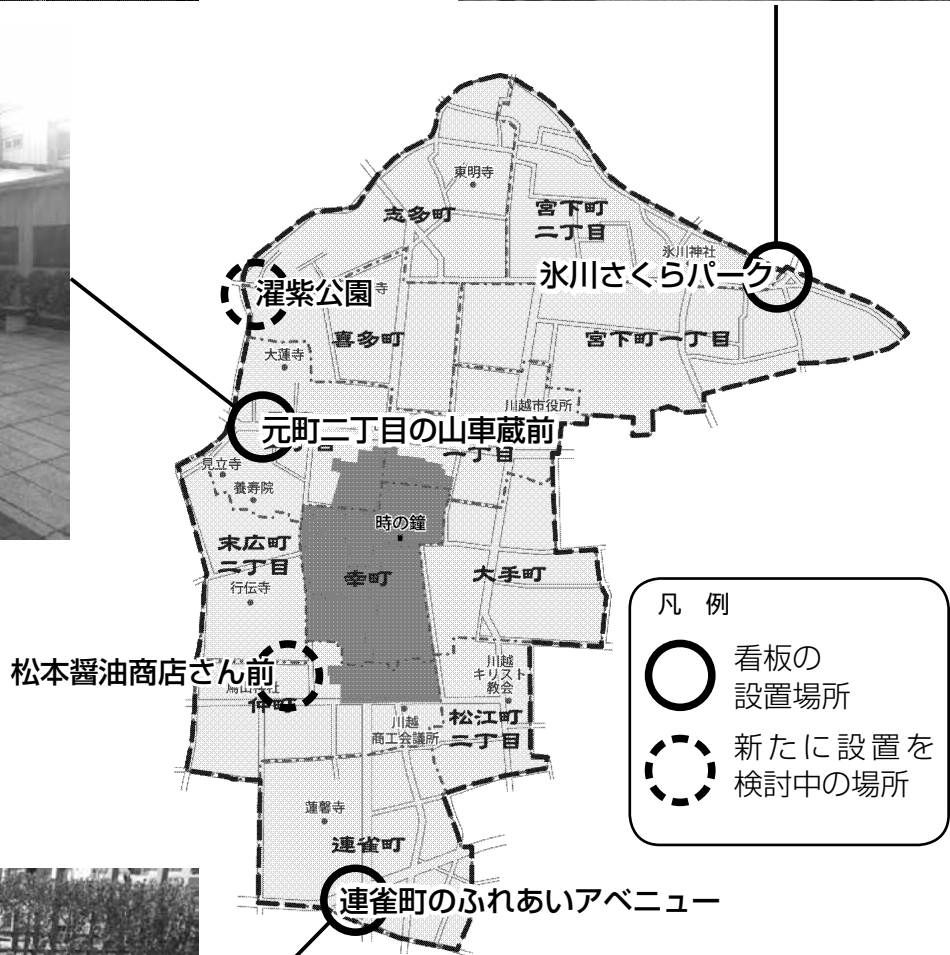 東明寺
志多町
宮下町
二丁目
氷川神社
氷川さくらパーク
濯紫公園
寺
喜多町
宮下町一丁目
大蓮寺
川越市役所
元町二丁目の山車蔵前
一丁目
見立寺
養寿院
時の鐘
末広町
二丁目
幸町
大手町
行伝寺
凡 例
看板の
設置場所
新たに設置を
検討中の場所
松本醤油商店さん前
川越
キリスト
教会
仲町
川越
商工会議所
松江町
二丁目
蓮馨寺
連雀町
連雀町のふれあいアベニュー